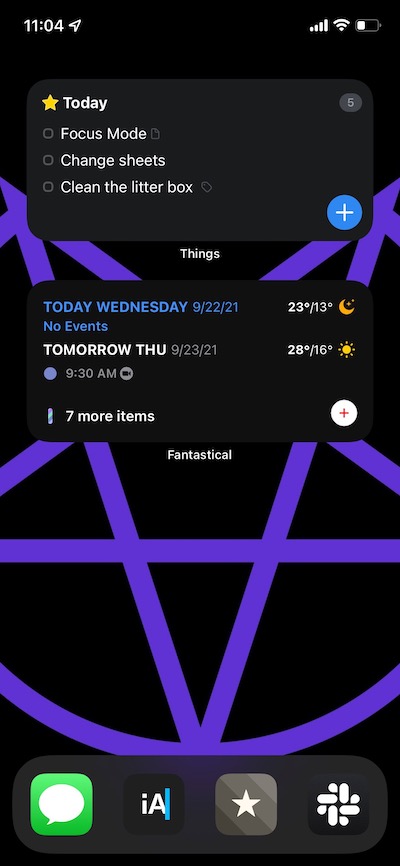 11:04
Today
5
Focus Mode
Change sheets
Clean the litter box
Things
TODAY WEDNESDAY 9/22/21 23°/13°
No Events
TOMORROW THU 9/23/21 28°/16°
9:30 AM
7 more items
Fantastical
iA